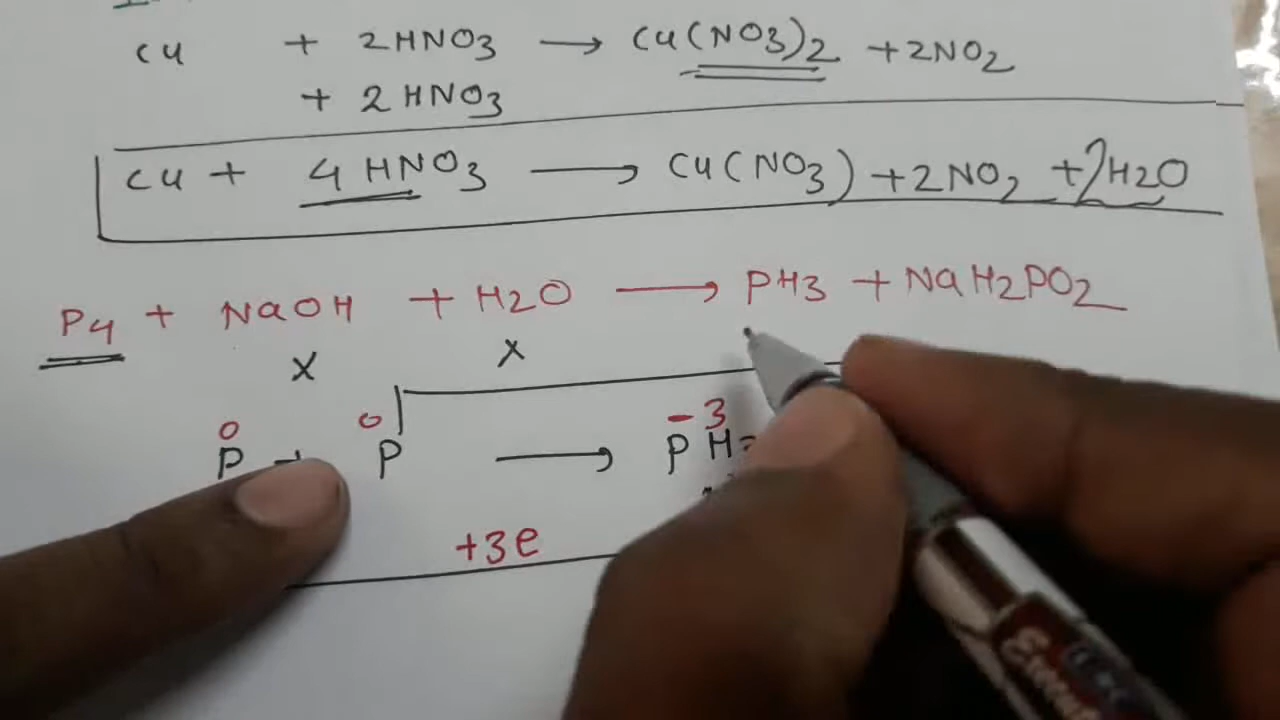 Cu + 2HNO3 → Cu(NO3)2 + 2NO2
+ 2HNO3
Cu + 4HNO3 → Cu(NO3) + 2NO2 + 2H2O
P4 + NaOH + H2O → PH3 + NaH2PO2
x x
0 0 -3
P + P → PH
+3e